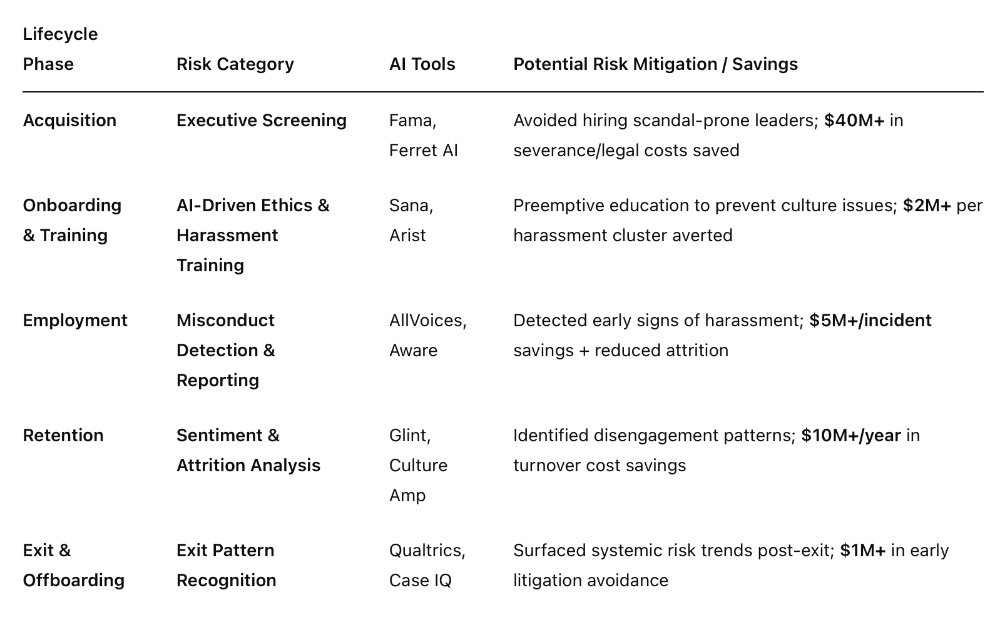 Lifecycle
Phase
Risk Category
AI Tools
Potential Risk Mitigation / Savings
Acquisition
Executive Screening
Fama,
Ferret AI
Avoided hiring scandal-prone leaders; $40M+ in
severance/legal costs saved
Onboarding
& Training
AI-Driven Ethics &
Harassment
Training
Sana,
Arist
Preemptive education to prevent culture issues; $2M+ per
harassment cluster averted
Employment
Misconduct
Detection &
Reporting
AllVoices,
Aware
Detected early signs of harassment; $5M+/incident
savings + reduced attrition
Retention
Sentiment &
Attrition Analysis
Glint,
Culture
Amp
Identified disengagement patterns; $10M+/year in
turnover cost savings
Exit &
Offboarding
Exit Pattern
Recognition
Qualtrics,
Case IQ
Surfaced systemic risk trends post-exit; $1M+ in early
litigation avoidance